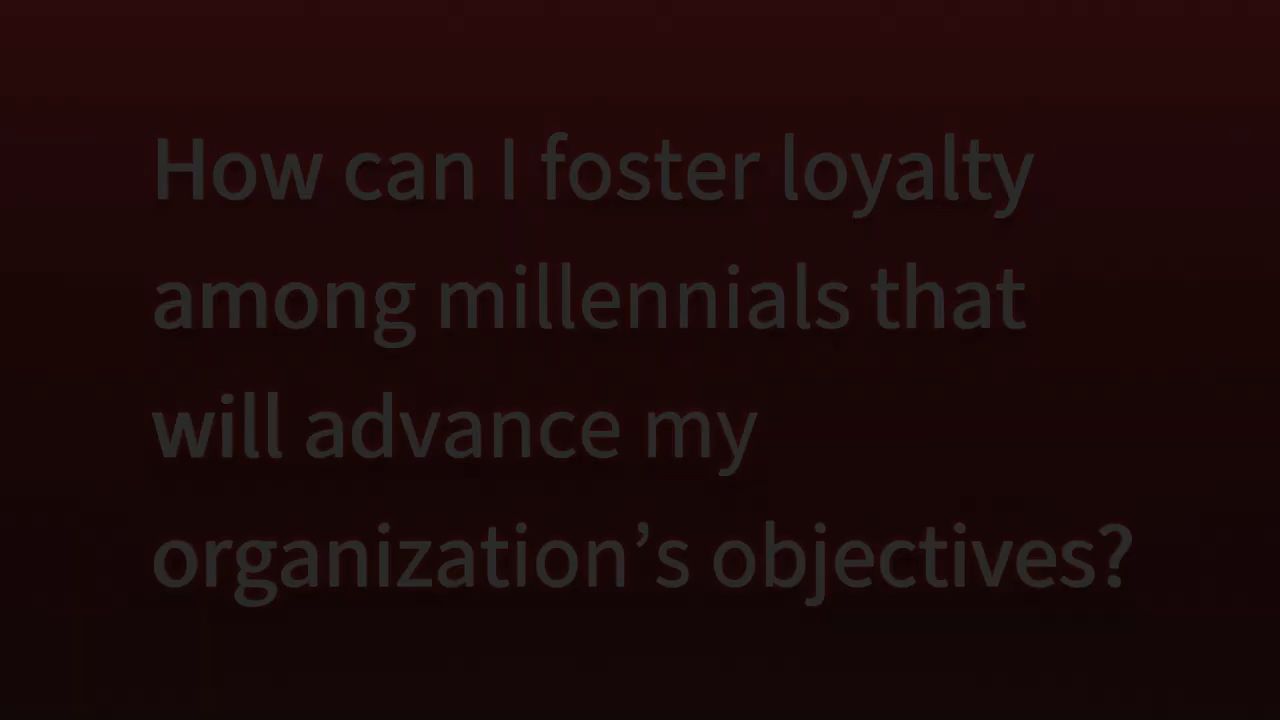 How can I foster loyalty
among millennials that
will advance my
organization’s objectives?